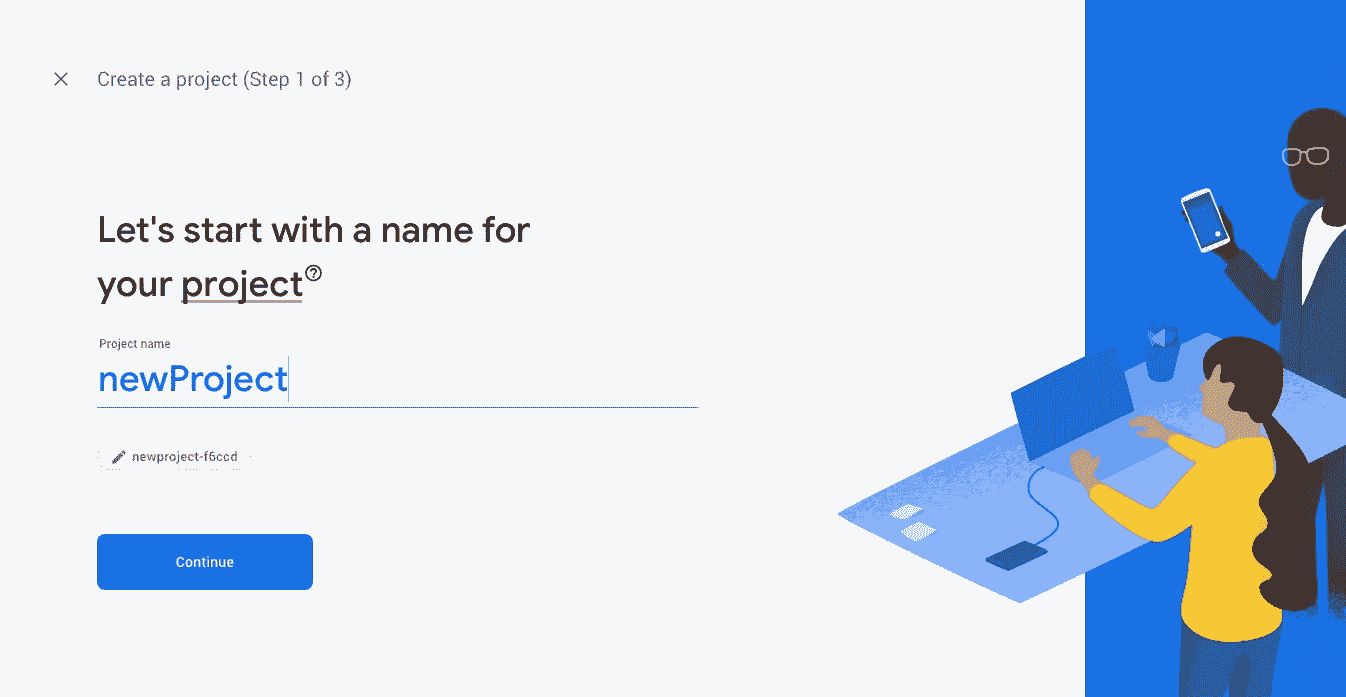 Create a project (Step 1 of 3)
Let's start with a name for
your project
Project name
newProject
newproject-f6ccd
Continue